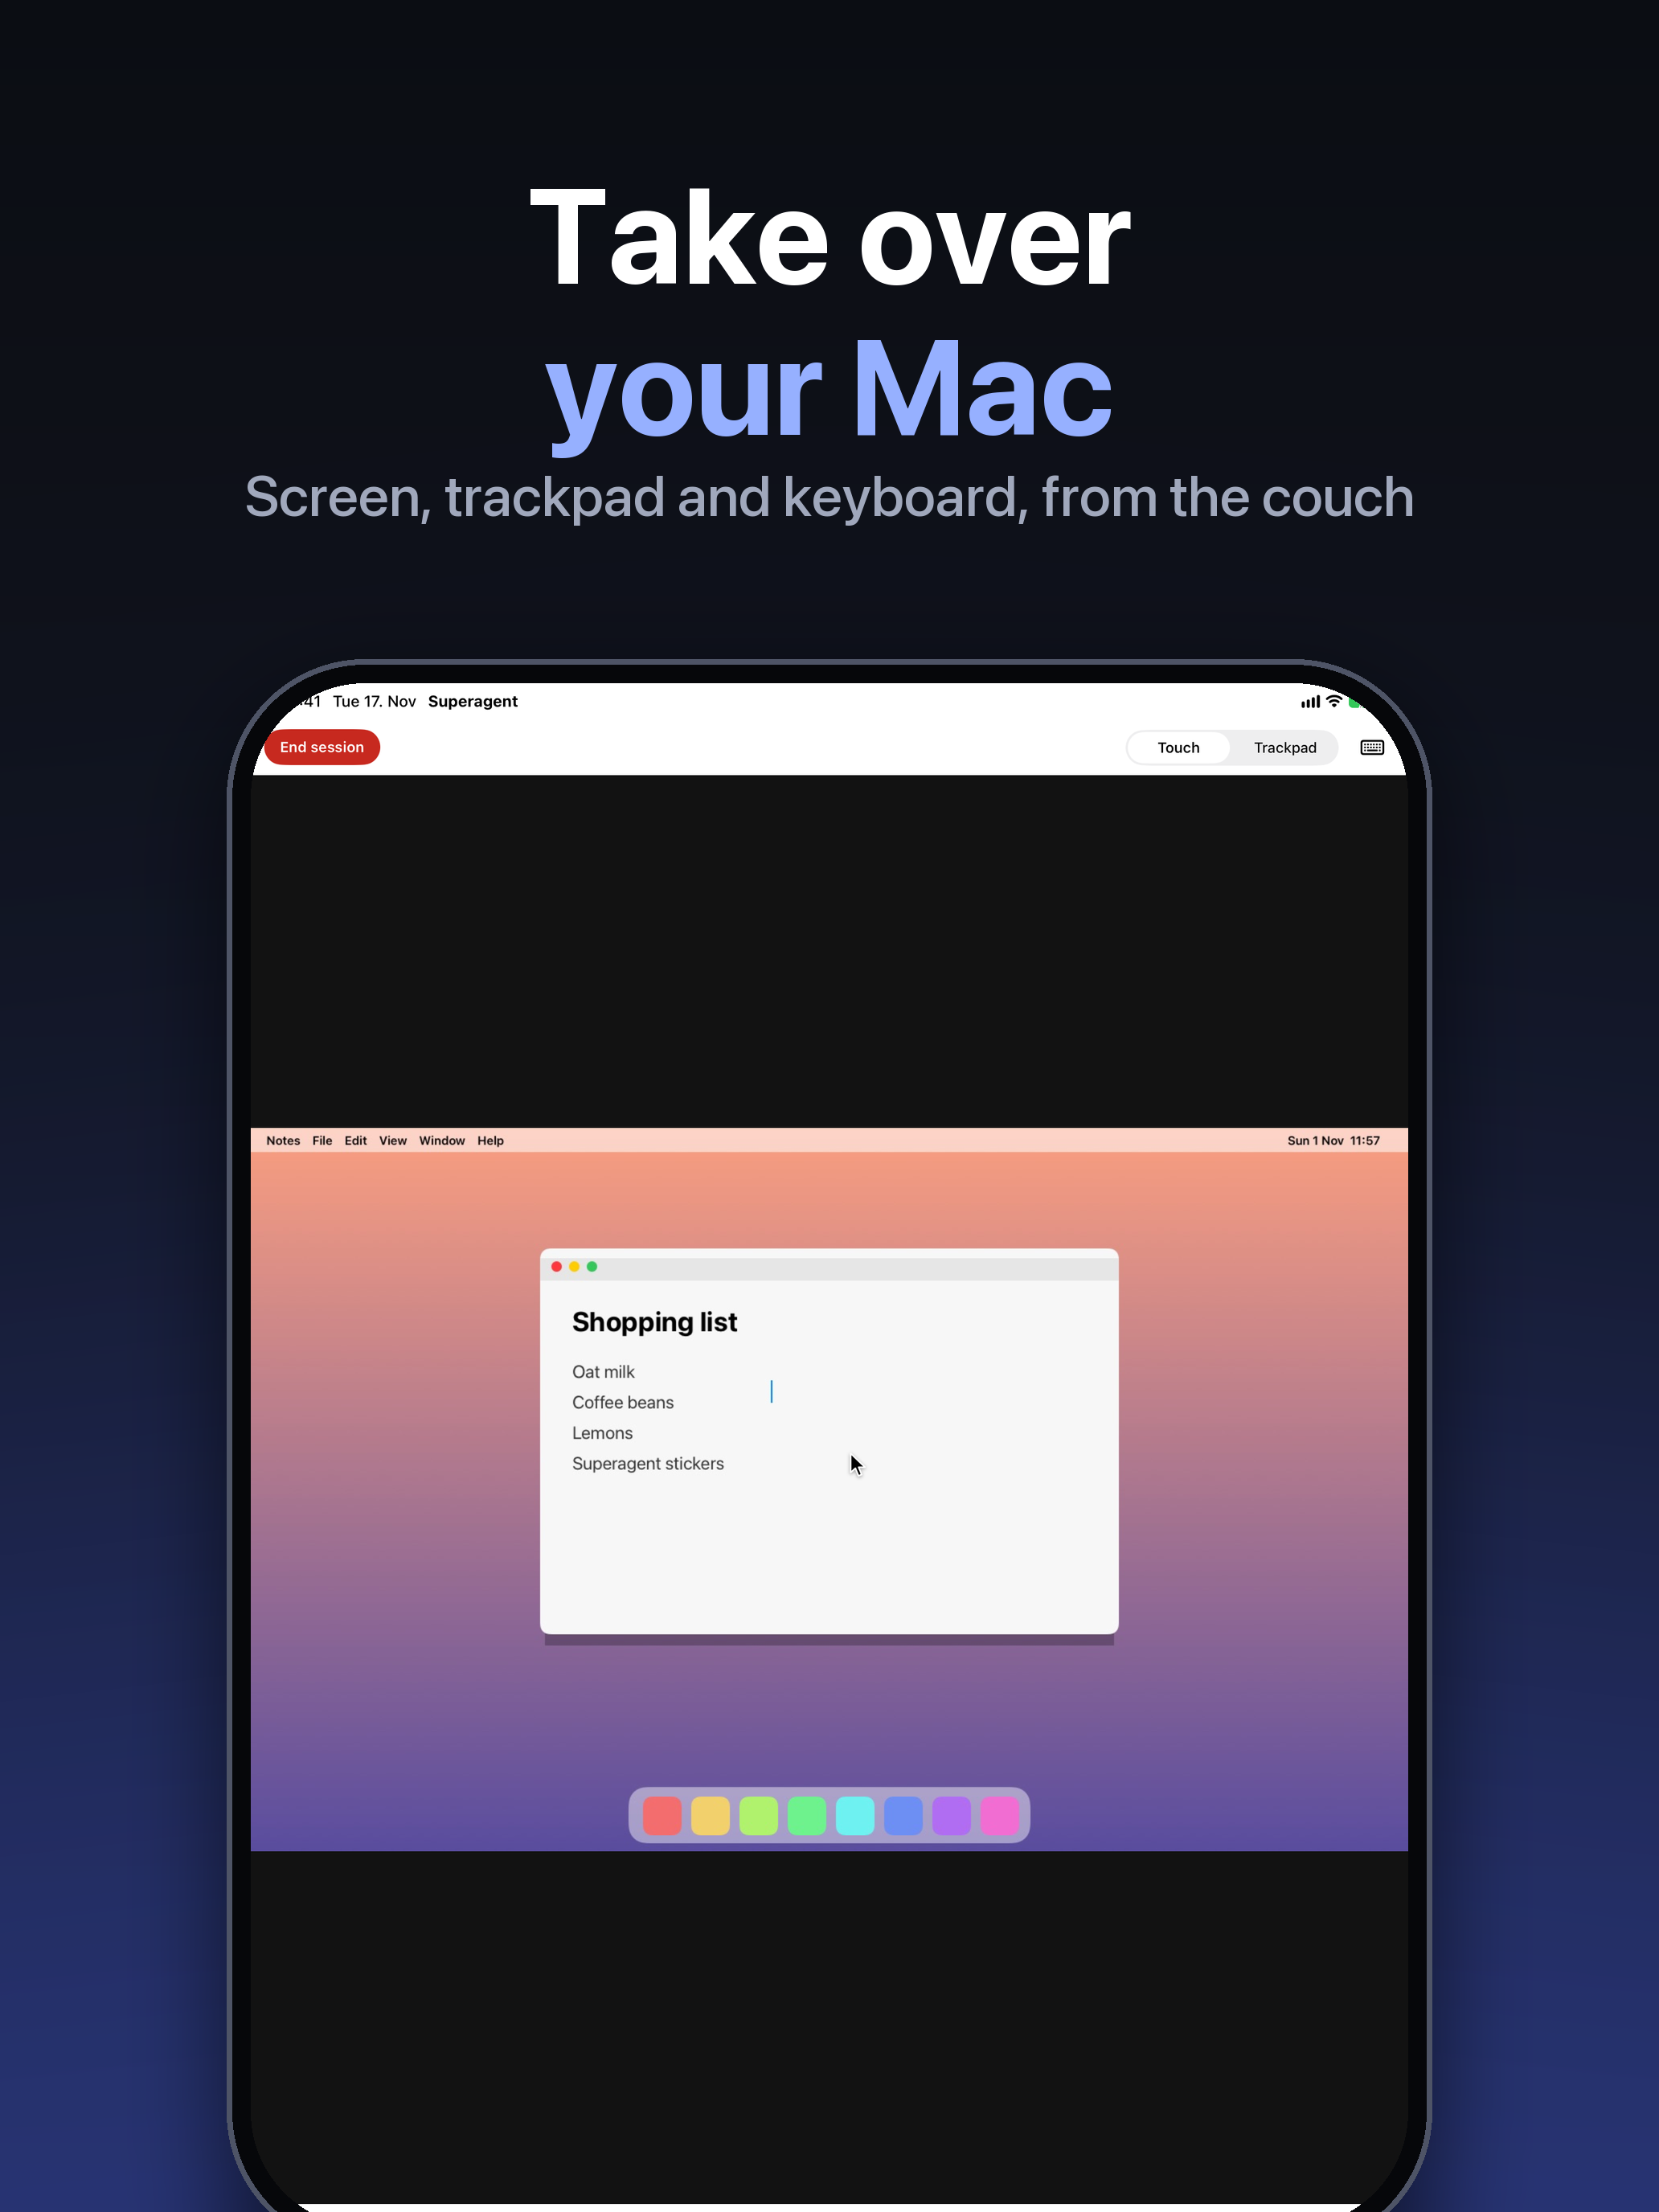 Take over
your Mac
Screen, trackpad and keyboard, from the couch
41 Tue 17. Nov Superagent
End session
Touch Trackpad
Notes File Edit View Window Help Sun 1 Nov 11:57
Shopping list
Oat milk
Coffee beans
Lemons
Superagent stickers